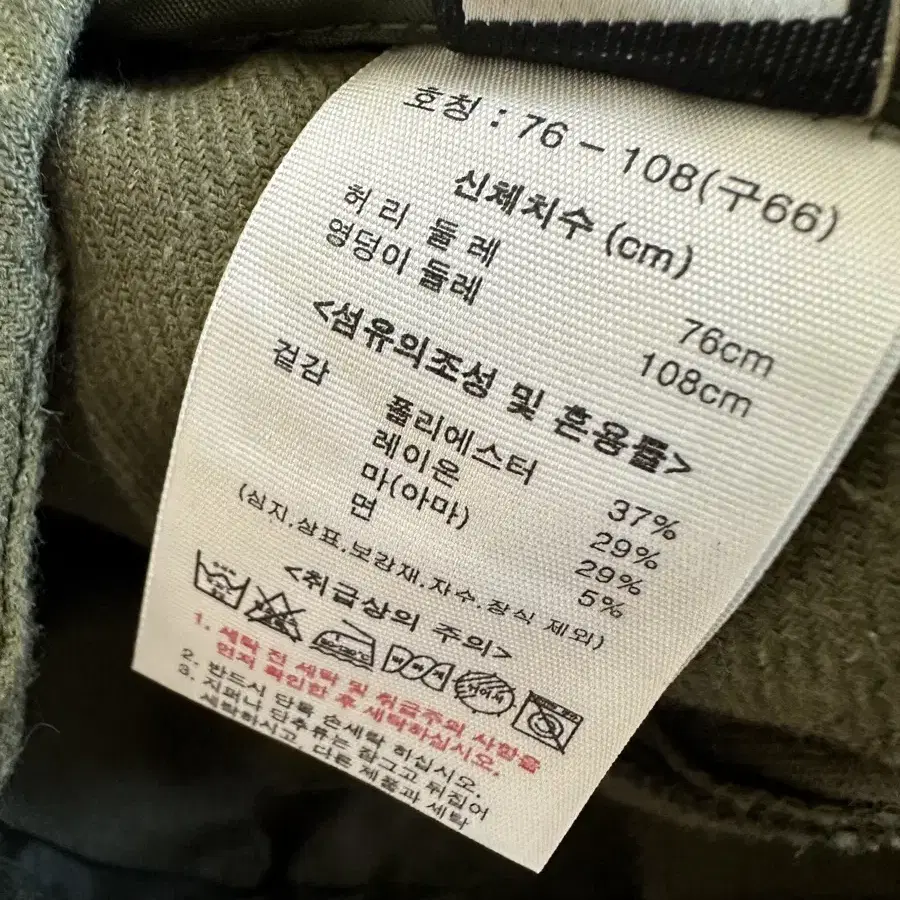 호칭 : 76 - 108(구66)
신체치수 (cm)
허 리 둘 레 76cm
엉덩이 둘레 108cm
<섬유의조성 및 혼용률>
겉감
폴리에스터 37%
레이온 29%
마(아마) 29%
면 5%
(심지.상표.보강재.자수.장식 제외)
<취급상의 주의>
1. 세탁 전 세탁 및 취급주의 사항을
먼저 확인한 후 세탁하십시오.
2. 반드시 단독 손세탁 하십시오.
3. 지퍼나 단추류는 잠그고 뒤집어
세탁하시고, 다른 제품과 세탁